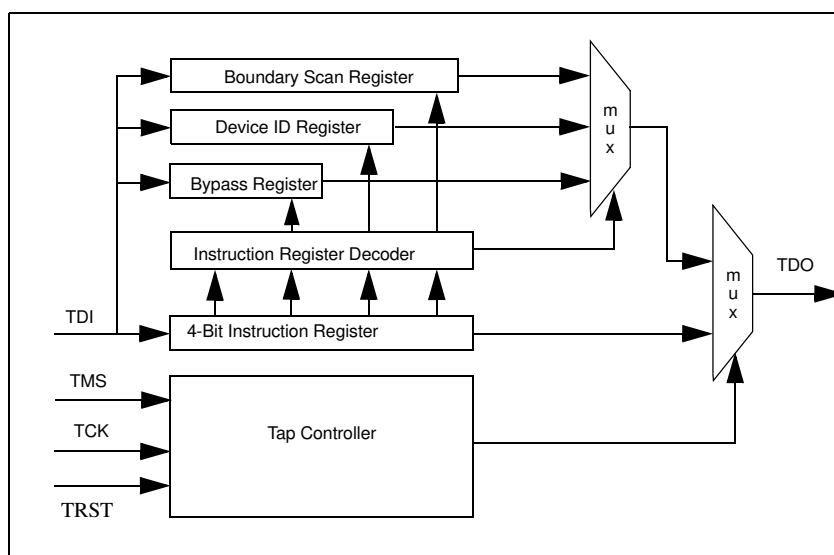 Boundary Scan Register
Device ID Register
Bypass Register
Instruction Register Decoder
4-Bit Instruction Register
Tap Controller
TDI
TMS
TCK
TRST
m
u
x
m
u
x
TDO